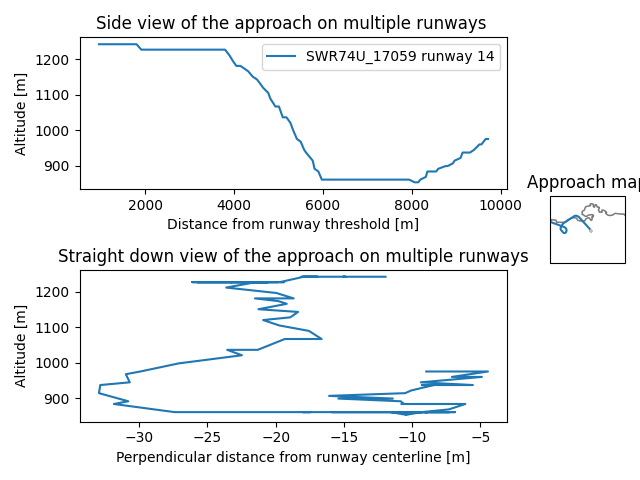 Side view of the approach on multiple runways
1200
1100
1000
900
Altitude [m]
SWR74U_17059 runway 14
2000 4000 6000 8000 10000
Distance from runway threshold [m]
Approach map
Straight down view of the approach on multiple runways
1200
1100
1000
900
Altitude [m]
−30 −25 −20 −15 −10 −5
Perpendicular distance from runway centerline [m]